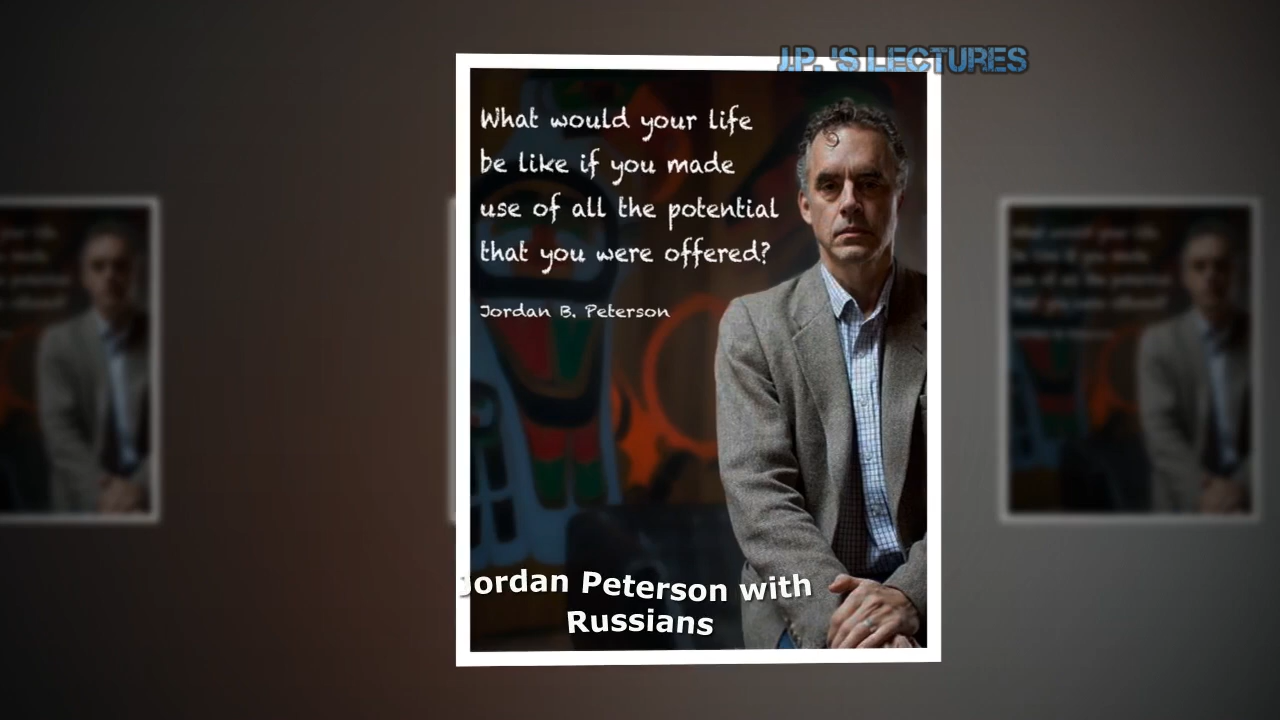 J.P. 'S LECTURES
What would your life
be like if you made
use of all the potential
that you were offered?
Jordan B. Peterson
Jordan Peterson with
Russians